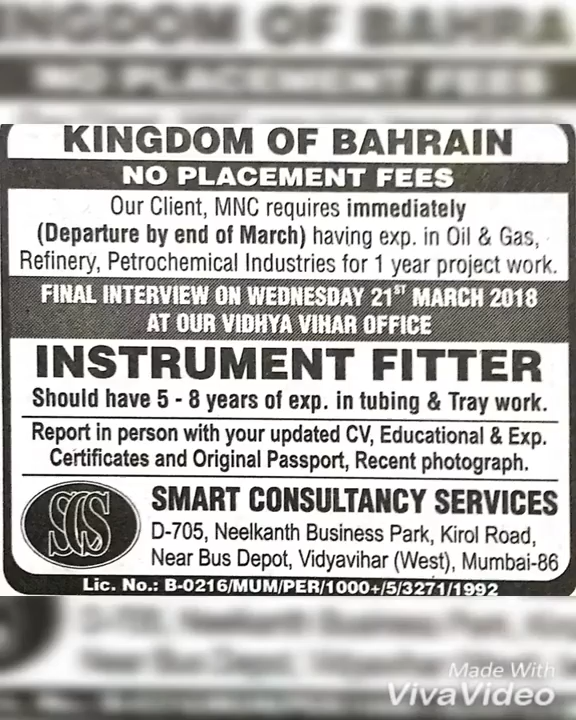 KINGDOM OF BAHRAIN
NO PLACEMENT FEES
Our Client, MNC requires immediately
(Departure by end of March) having exp. in Oil & Gas,
Refinery, Petrochemical Industries for 1 year project work.
FINAL INTERVIEW ON WEDNESDAY 21ST MARCH 2018
AT OUR VIDHYA VIHAR OFFICE
INSTRUMENT FITTER
Should have 5 - 8 years of exp. in tubing & Tray work.
Report in person with your updated CV, Educational & Exp.
Certificates and Original Passport, Recent photograph.
SCS
SMART CONSULTANCY SERVICES
D-705, Neelkanth Business Park, Kirol Road,
Near Bus Depot, Vidyavihar (West), Mumbai-86
Lic. No.: B-0216/MUM/PER/1000+/5/3271/1992
Made With
VivaVideo